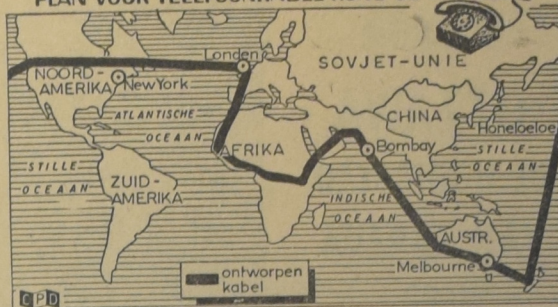 PLAN VOOR TELEFOONKABEL
Londen
SOVJET-UNIE
NOORD-
AMERIKA
New York
ATLANTISCHE
OCEAAN
CHINA
Honeloeloe
AFRIKA
Bombay
STILLE
OCEAAN
STILLE
OCEAAN
ZUID-
AMERIKA
INDISCHE
OCEAAN
AUSTR.
Melbourne
ontworpen
kabel
CPD